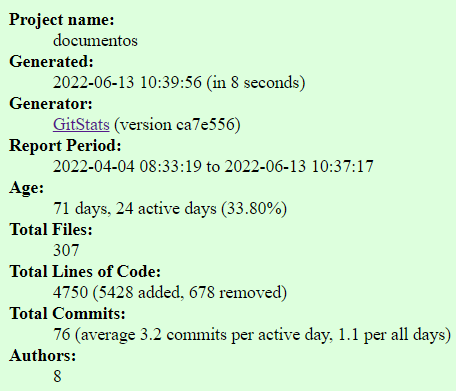 Project name:
documentos
Generated:
2022-06-13 10:39:56 (in 8 seconds)
Generator:
GitStats (version ca7e556)
Report Period:
2022-04-04 08:33:19 to 2022-06-13 10:37:17
Age:
71 days, 24 active days (33.80%)
Total Files:
307
Total Lines of Code:
4750 (5428 added, 678 removed)
Total Commits:
76 (average 3.2 commits per active day, 1.1 per all days)
Authors:
8